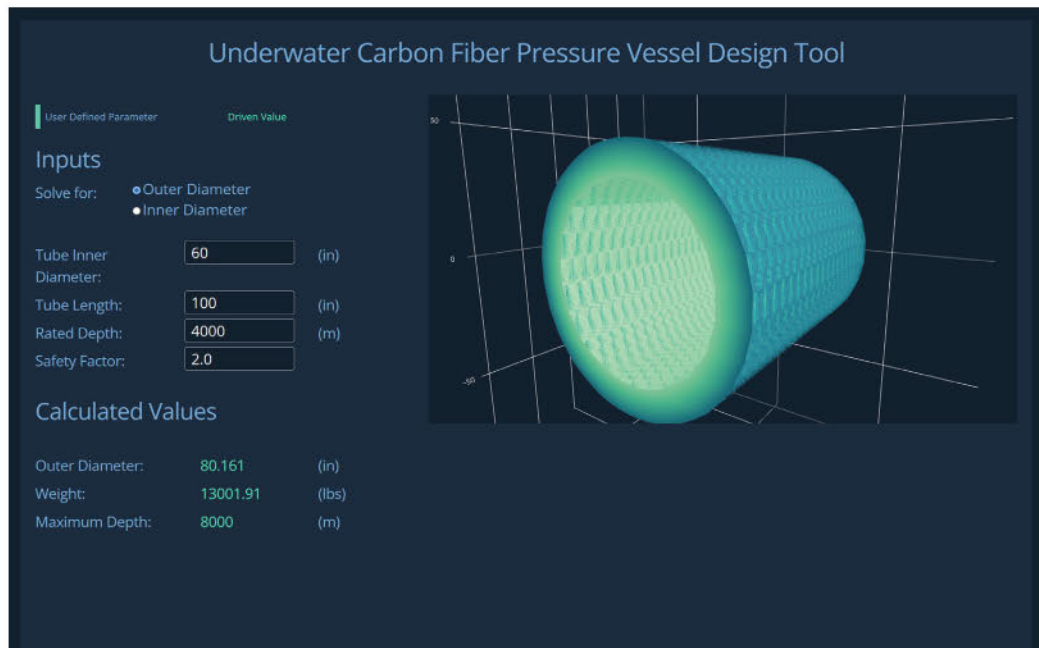 Underwater Carbon Fiber Pressure Vessel Design Tool
User Defined Parameter Driven Value
Inputs
Solve for: Outer Diameter
Inner Diameter
Tube Inner Diameter: 60 (in)
Tube Length: 100 (in)
Rated Depth: 4000 (m)
Safety Factor: 2.0
Calculated Values
Outer Diameter: 80.161 (in)
Weight: 13001.91 (lbs)
Maximum Depth: 8000 (m)
50
0
-50